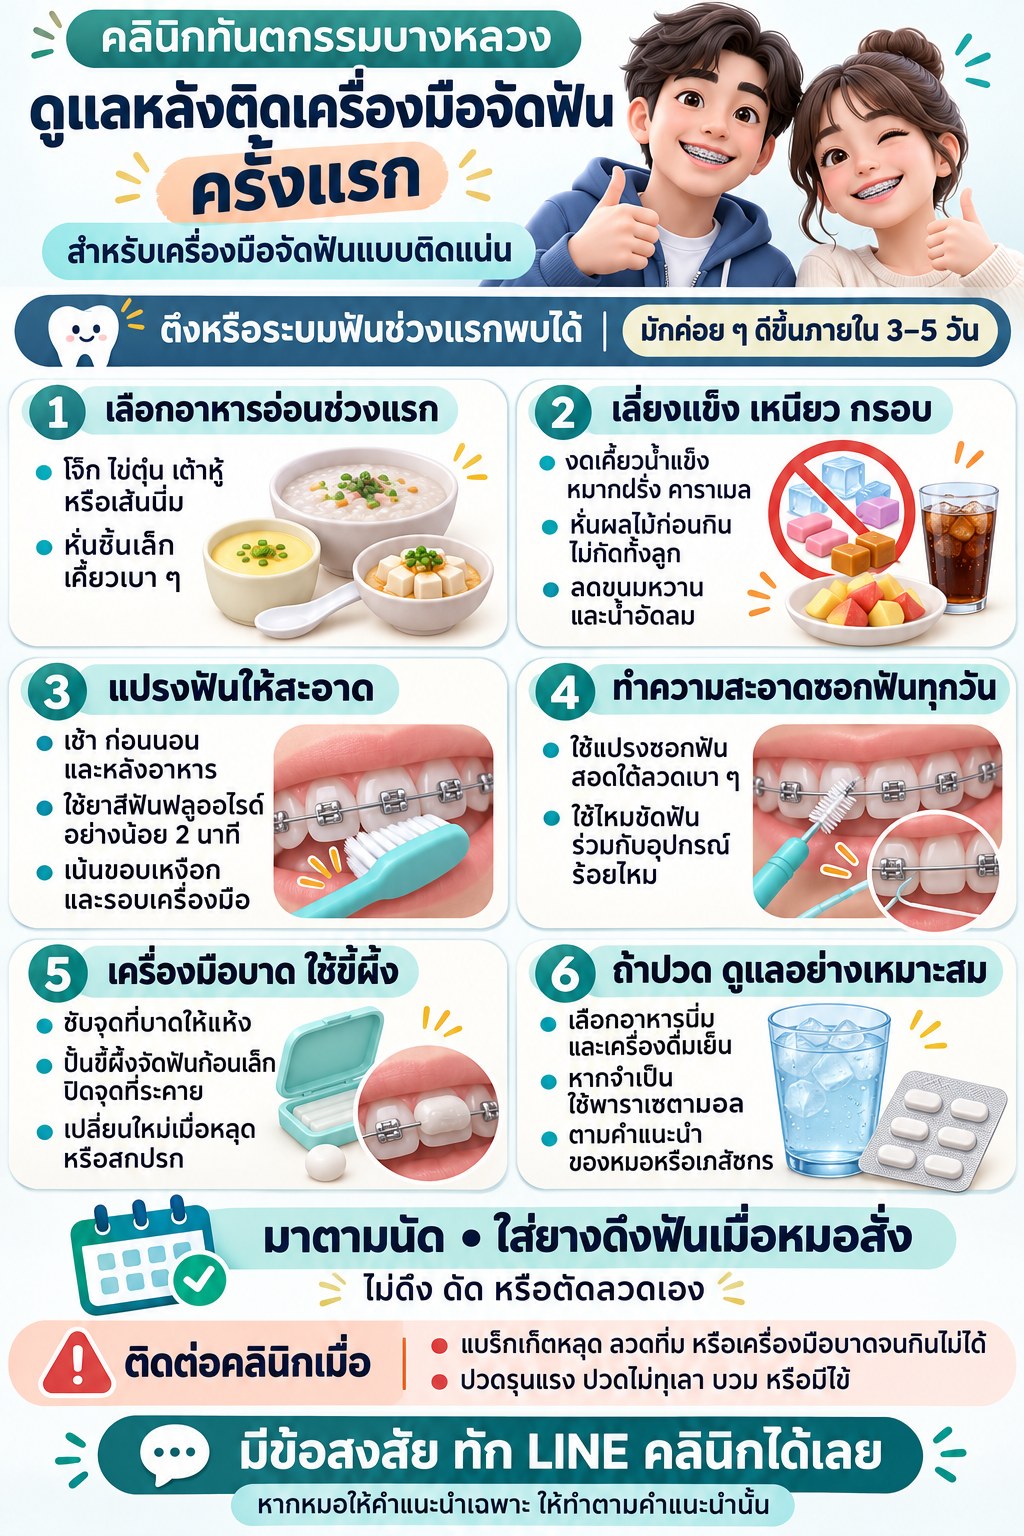 คลินิกทันตกรรมบางหลวง
ดูแลหลังติดเครื่องมือจัดฟัน
ครั้งแรก
สำหรับเครื่องมือจัดฟันแบบติดแน่น
ตึงหรือระบมฟันช่วงแรกพบได้
มักค่อย ๆ ดีขึ้นภายใน 3–5 วัน
1 เลือกอาหารอ่อนช่วงแรก
โจ็ก ไข่ตุ๋น เต้าหู้
หรือเส้นนิ่ม
หั่นชิ้นเล็ก
เคี้ยวเบา ๆ
2 เลี่ยงแข็ง เหนียว กรอบ
งดเคี้ยวน้ำแข็ง
หมากฝรั่ง คาราเมล
หั่นผลไม้ก่อนกิน
ไม่กัดทั้งลูก
ลดขนมหวาน
และน้ำอัดลม
3 แปรงฟันให้สะอาด
เช้า ก่อนนอน
และหลังอาหาร
ใช้ยาสีฟันฟลูออไรด์
อย่างน้อย 2 นาที
เน้นขอบเหงือก
และรอบเครื่องมือ
4 ทำความสะอาดซอกฟันทุกวัน
ใช้แปรงซอกฟัน
สอดใต้ลวดเบา ๆ
ใช้ไหมขัดฟัน
ร่วมกับอุปกรณ์
ร้อยไหม
5 เครื่องมือบาด ใช้ขี้ผึ้ง
ซับจุดที่บาดให้แห้ง
ปั้นขี้ผึ้งจัดฟันก้อนเล็ก
ปิดจุดที่ระคาย
เปลี่ยนใหม่เมื่อหลุด
หรือสกปรก
6 ถ้าปวด ดูแลอย่างเหมาะสม
เลือกอาหารนิ่ม
และเครื่องดื่มเย็น
หากจำเป็น
ใช้พาราเซตามอล
ตามคำแนะนำ
ของหมอหรือเภสัชกร
มาตามนัด • ใส่ยางดึงฟันเมื่อหมอสั่ง
ไม่ดึง ดัด หรือตัดลวดเอง
ติดต่อคลินิกเมื่อ
แบร็กเก็ตหลุด ลวดทิ่ม หรือเครื่องมือบาดจนกินไม่ได้
ปวดรุนแรง ปวดไม่ทุเลา บวม หรือมีไข้
มีข้อสงสัย ทัก LINE คลินิกได้เลย
หากหมอให้คำแนะนำเฉพาะ ให้ทำตามคำแนะนำนั้น